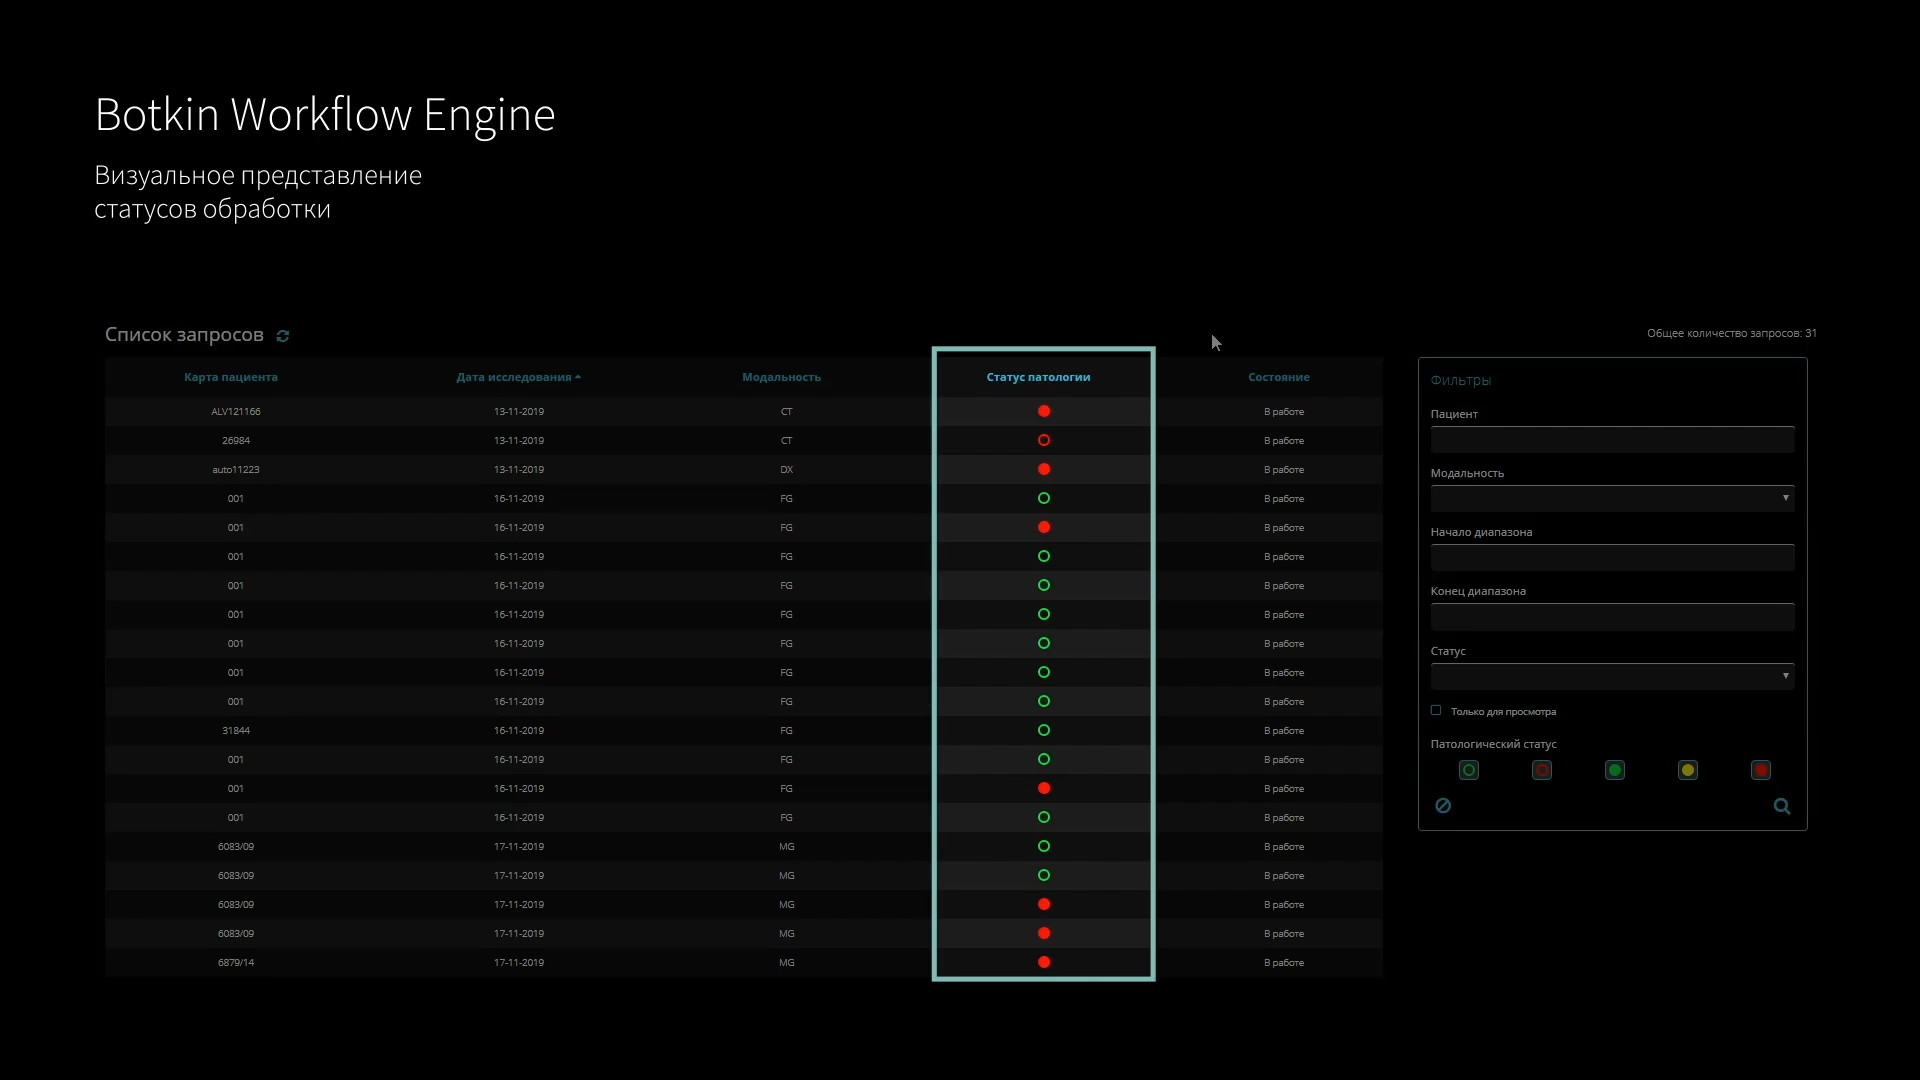 Botkin Workflow Engine
Визуальное представление
статусов обработки
Список запросов
Общее количество запросов: 31
Карта пациента Дата исследования Модальность Статус патологии Состояние
ALV121166 13-11-2019 CT В работе
26984 13-11-2019 CT В работе
auto11223 13-11-2019 DX В работе
001 16-11-2019 FG В работе
001 16-11-2019 FG В работе
001 16-11-2019 FG В работе
001 16-11-2019 FG В работе
001 16-11-2019 FG В работе
001 16-11-2019 FG В работе
001 16-11-2019 FG В работе
001 16-11-2019 FG В работе
31844 16-11-2019 FG В работе
001 16-11-2019 FG В работе
001 16-11-2019 FG В работе
001 16-11-2019 FG В работе
6083/09 17-11-2019 MG В работе
6083/09 17-11-2019 MG В работе
6083/09 17-11-2019 MG В работе
6083/09 17-11-2019 MG В работе
6879/14 17-11-2019 MG В работе
Фильтры
Пациент
Модальность
Начало диапазона
Конец диапазона
Статус
Только для просмотра
Патологический статус